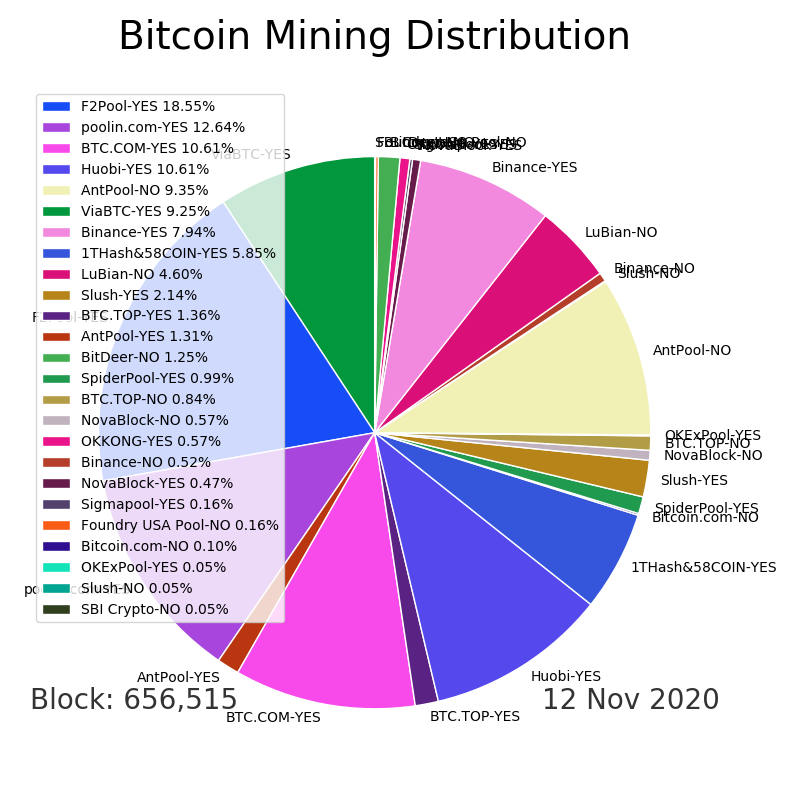 Bitcoin Mining Distribution
F2Pool-YES 18.55%
poolin.com-YES 12.64%
BTC.COM-YES 10.61%
Huobi-YES 10.61%
AntPool-NO 9.35%
ViaBTC-YES 9.25%
Binance-YES 7.94%
1THash&58COIN-YES 5.85%
LuBian-NO 4.60%
Slush-YES 2.14%
BTC.TOP-YES 1.36%
AntPool-YES 1.31%
BitDeer-NO 1.25%
SpiderPool-YES 0.99%
BTC.TOP-NO 0.84%
NovaBlock-NO 0.57%
OKKONG-YES 0.57%
Binance-NO 0.52%
NovaBlock-YES 0.47%
Sigmapool-YES 0.16%
Foundry USA Pool-NO 0.16%
Bitcoin.com-NO 0.10%
OKExPool-YES 0.05%
Slush-NO 0.05%
SBI Crypto-NO 0.05%
ViaBTC-YES
Binance-YES
LuBian-NO
Binance-NO
Slush-NO
AntPool-NO
OKExPool-YES
BTC.TOP-NO
NovaBlock-NO
Slush-YES
SpiderPool-YES
Bitcoin.com-NO
1THash&58COIN-YES
Huobi-YES
BTC.TOP-YES
BTC.COM-YES
AntPool-YES
Block: 656,515
12 Nov 2020